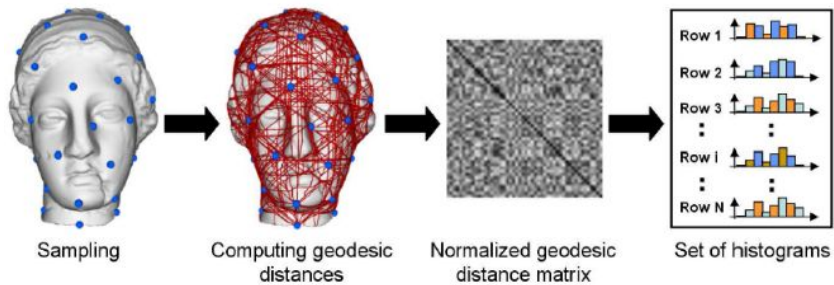 Row 1
Row 2
Row 3
Row i
Row N
Sampling
Computing geodesic
distances
Normalized geodesic
distance matrix
Set of histograms